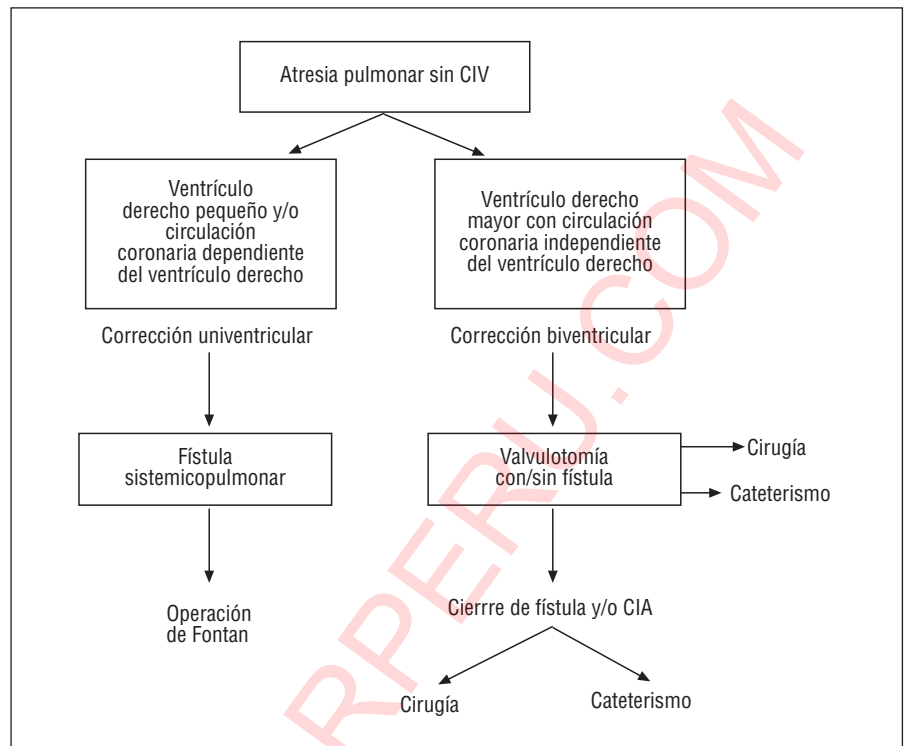 Atresia pulmonar sin CIV
Ventrículo
derecho pequeño y/o
circulación
coronaria dependiente
del ventrículo derecho
Ventrículo derecho
mayor con circulación
coronaria independiente
del ventrículo derecho
Corrección univentricular
Corrección biventricular
Fístula
sistemicopulmonar
Valvulotomía
con/sin fístula
Cirugía
Cateterismo
Operación
de Fontan
Cierrre de fístula y/o CIA
Cirugía
Cateterismo
RPERU.COM